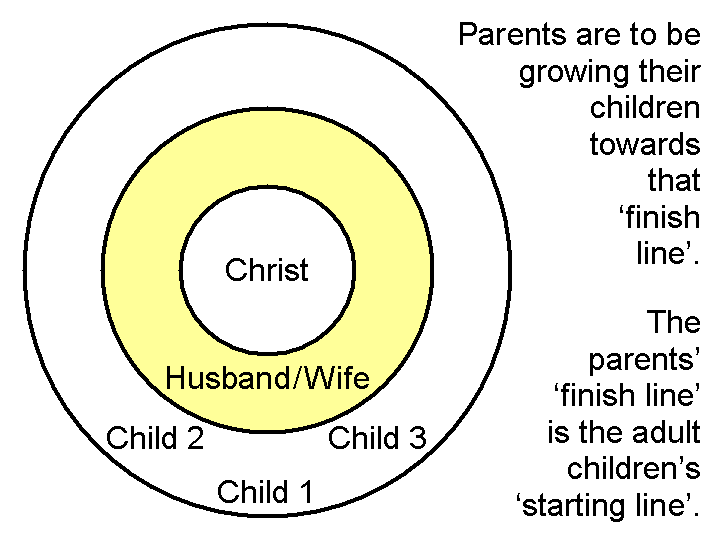 Parents are to be
growing their
children
towards
that
‘finish
line’.
Christ
The
parents’
Husband/Wife
‘finish line’
is the adult
Child 2
Child 3
children’s
Child 1
‘starting line’.